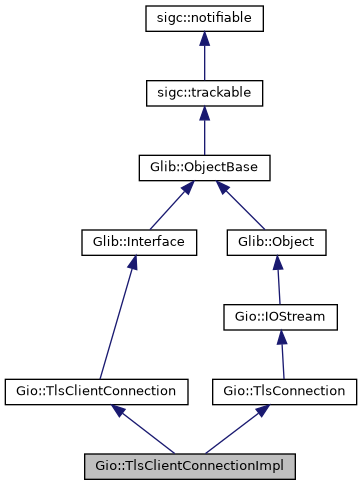 sigc::notifiable
sigc::trackable
Glib::ObjectBase
Glib::Interface
Glib::Object
Gio::IOStream
Gio::TlsClientConnection
Gio::TlsConnection
Gio::TlsClientConnectionImpl